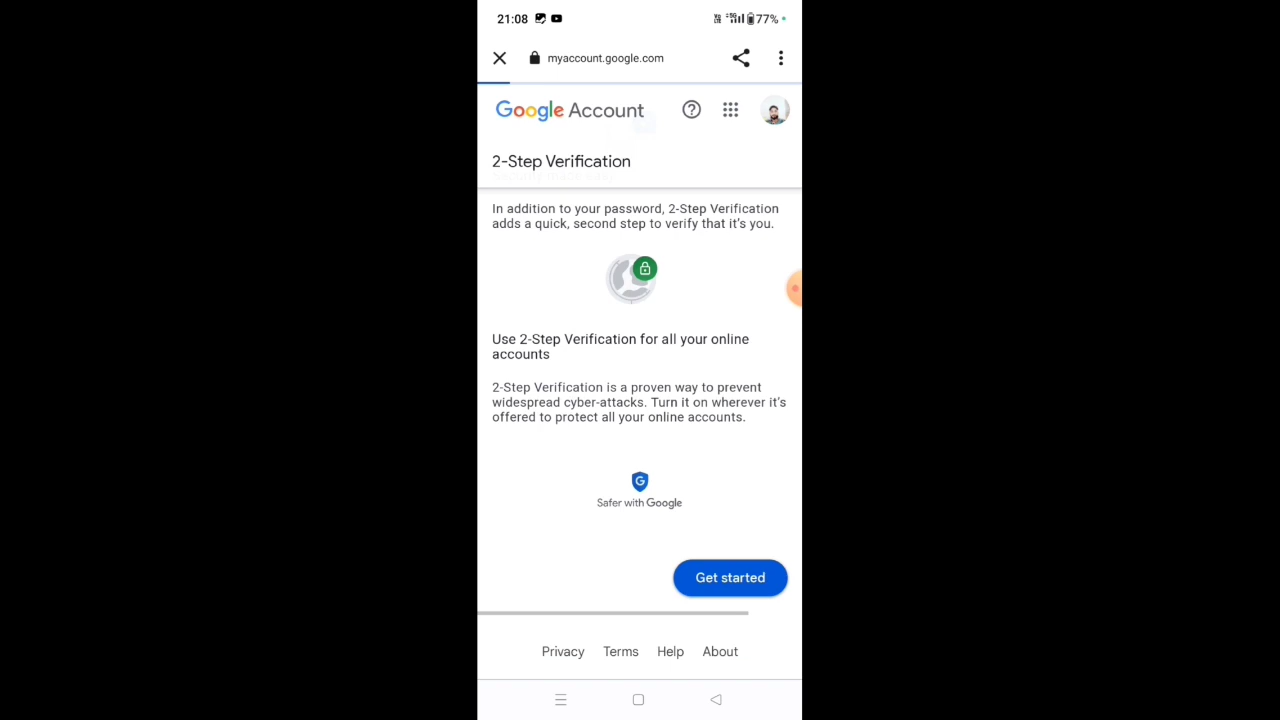 21:08 77%
myaccount.google.com
Google Account
2-Step Verification
In addition to your password, 2-Step Verification
adds a quick, second step to verify that it's you.
Use 2-Step Verification for all your online
accounts
2-Step Verification is a proven way to prevent
widespread cyber-attacks. Turn it on wherever it's
offered to protect all your online accounts.
G
Safer with Google
Get started
Privacy Terms Help About